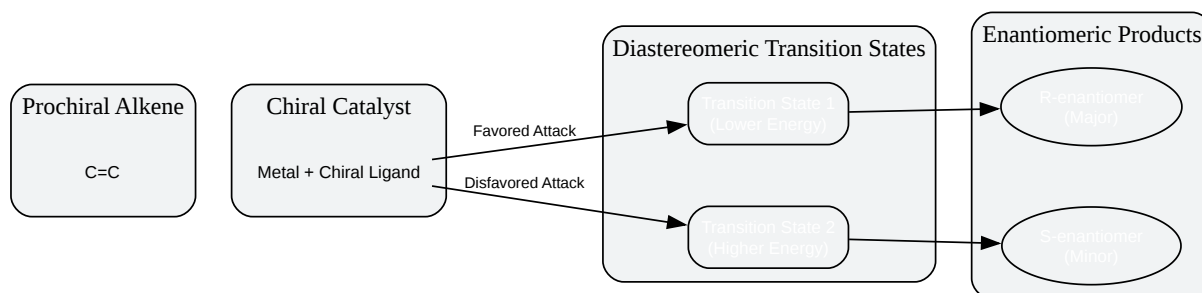 Prochiral Alkene
C=C
Chiral Catalyst
Metal + Chiral Ligand
Favored Attack
Disfavored Attack
Diastereomeric Transition States
Transition State 1
(Lower Energy)
Transition State 2
(Higher Energy)
Enantiomeric Products
R-enantiomer
(Major)
S-enantiomer
(Minor)